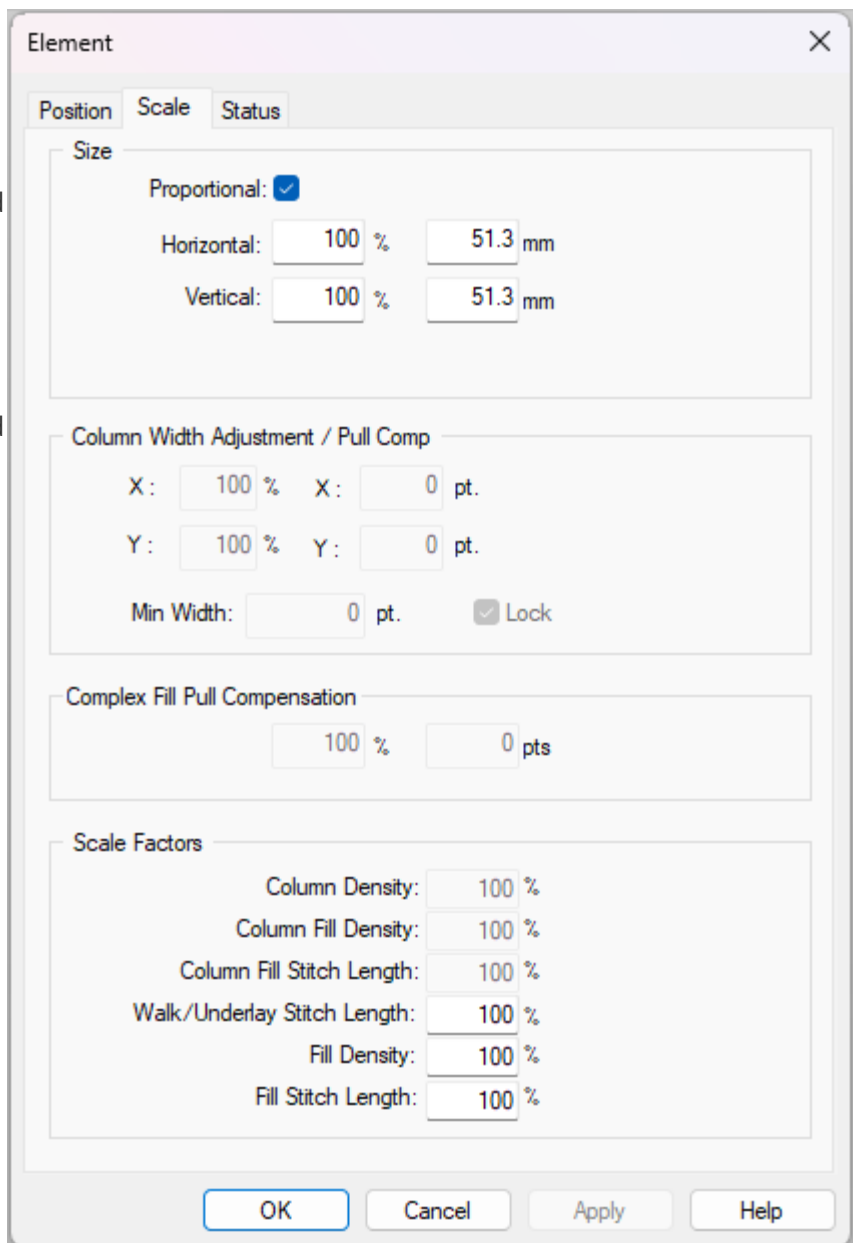 Element
Position Scale Status
Size
Proportional:
Horizontal: 100 % 51.3 mm
Vertical: 100 % 51.3 mm
Column Width Adjustment / Pull Comp
X : 100 % X : 0 pt.
Y : 100 % Y : 0 pt.
Min Width: 0 pt. Lock
Complex Fill Pull Compensation
100 % 0 pts
Scale Factors
Column Density: 100 %
Column Fill Density: 100 %
Column Fill Stitch Length: 100 %
Walk/Underlay Stitch Length: 100 %
Fill Density: 100 %
Fill Stitch Length: 100 %
OK Cancel Apply Help